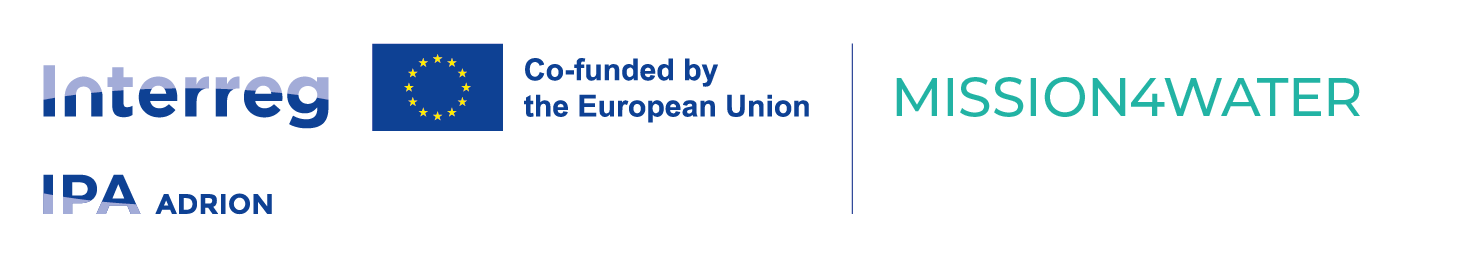 Interreg
Co-funded by
the European Union
MISSION4WATER
IPA ADRION